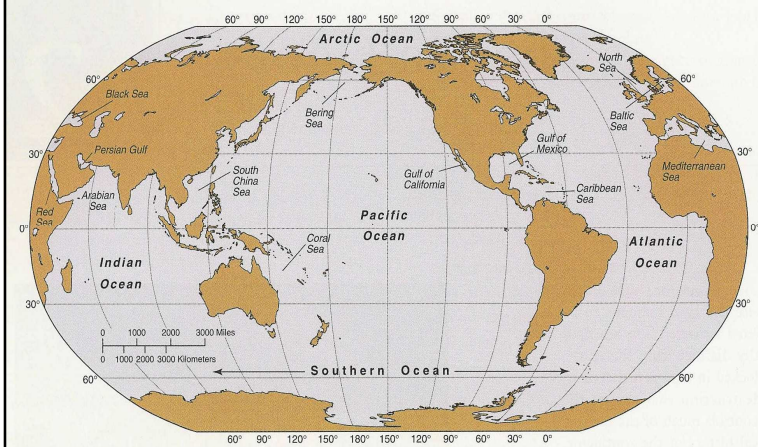 60° 90° 120° 150° 180° 150° 120° 90° 60° 30° 0°
Arctic Ocean
North
Sea
60°
60°
Black Sea
Bering
Sea
Baltic
Sea
Gulf of
Mexico
30°
Persian Gulf
30°
South
China
Sea
Gulf of
California
Mediterranean
Sea
Arabian
Sea
Caribbean
Sea
Red
Sea
Pacific
Ocean
0°
0°
Coral
Sea
Atlantic
Ocean
Indian
Ocean
30°
30°
0 1000 2000 3000 Miles
0 1000 2000 3000 Kilometers
Southern Ocean
60°
60°
60° 90° 120° 150° 180° 150° 120° 90° 60° 30° 0°